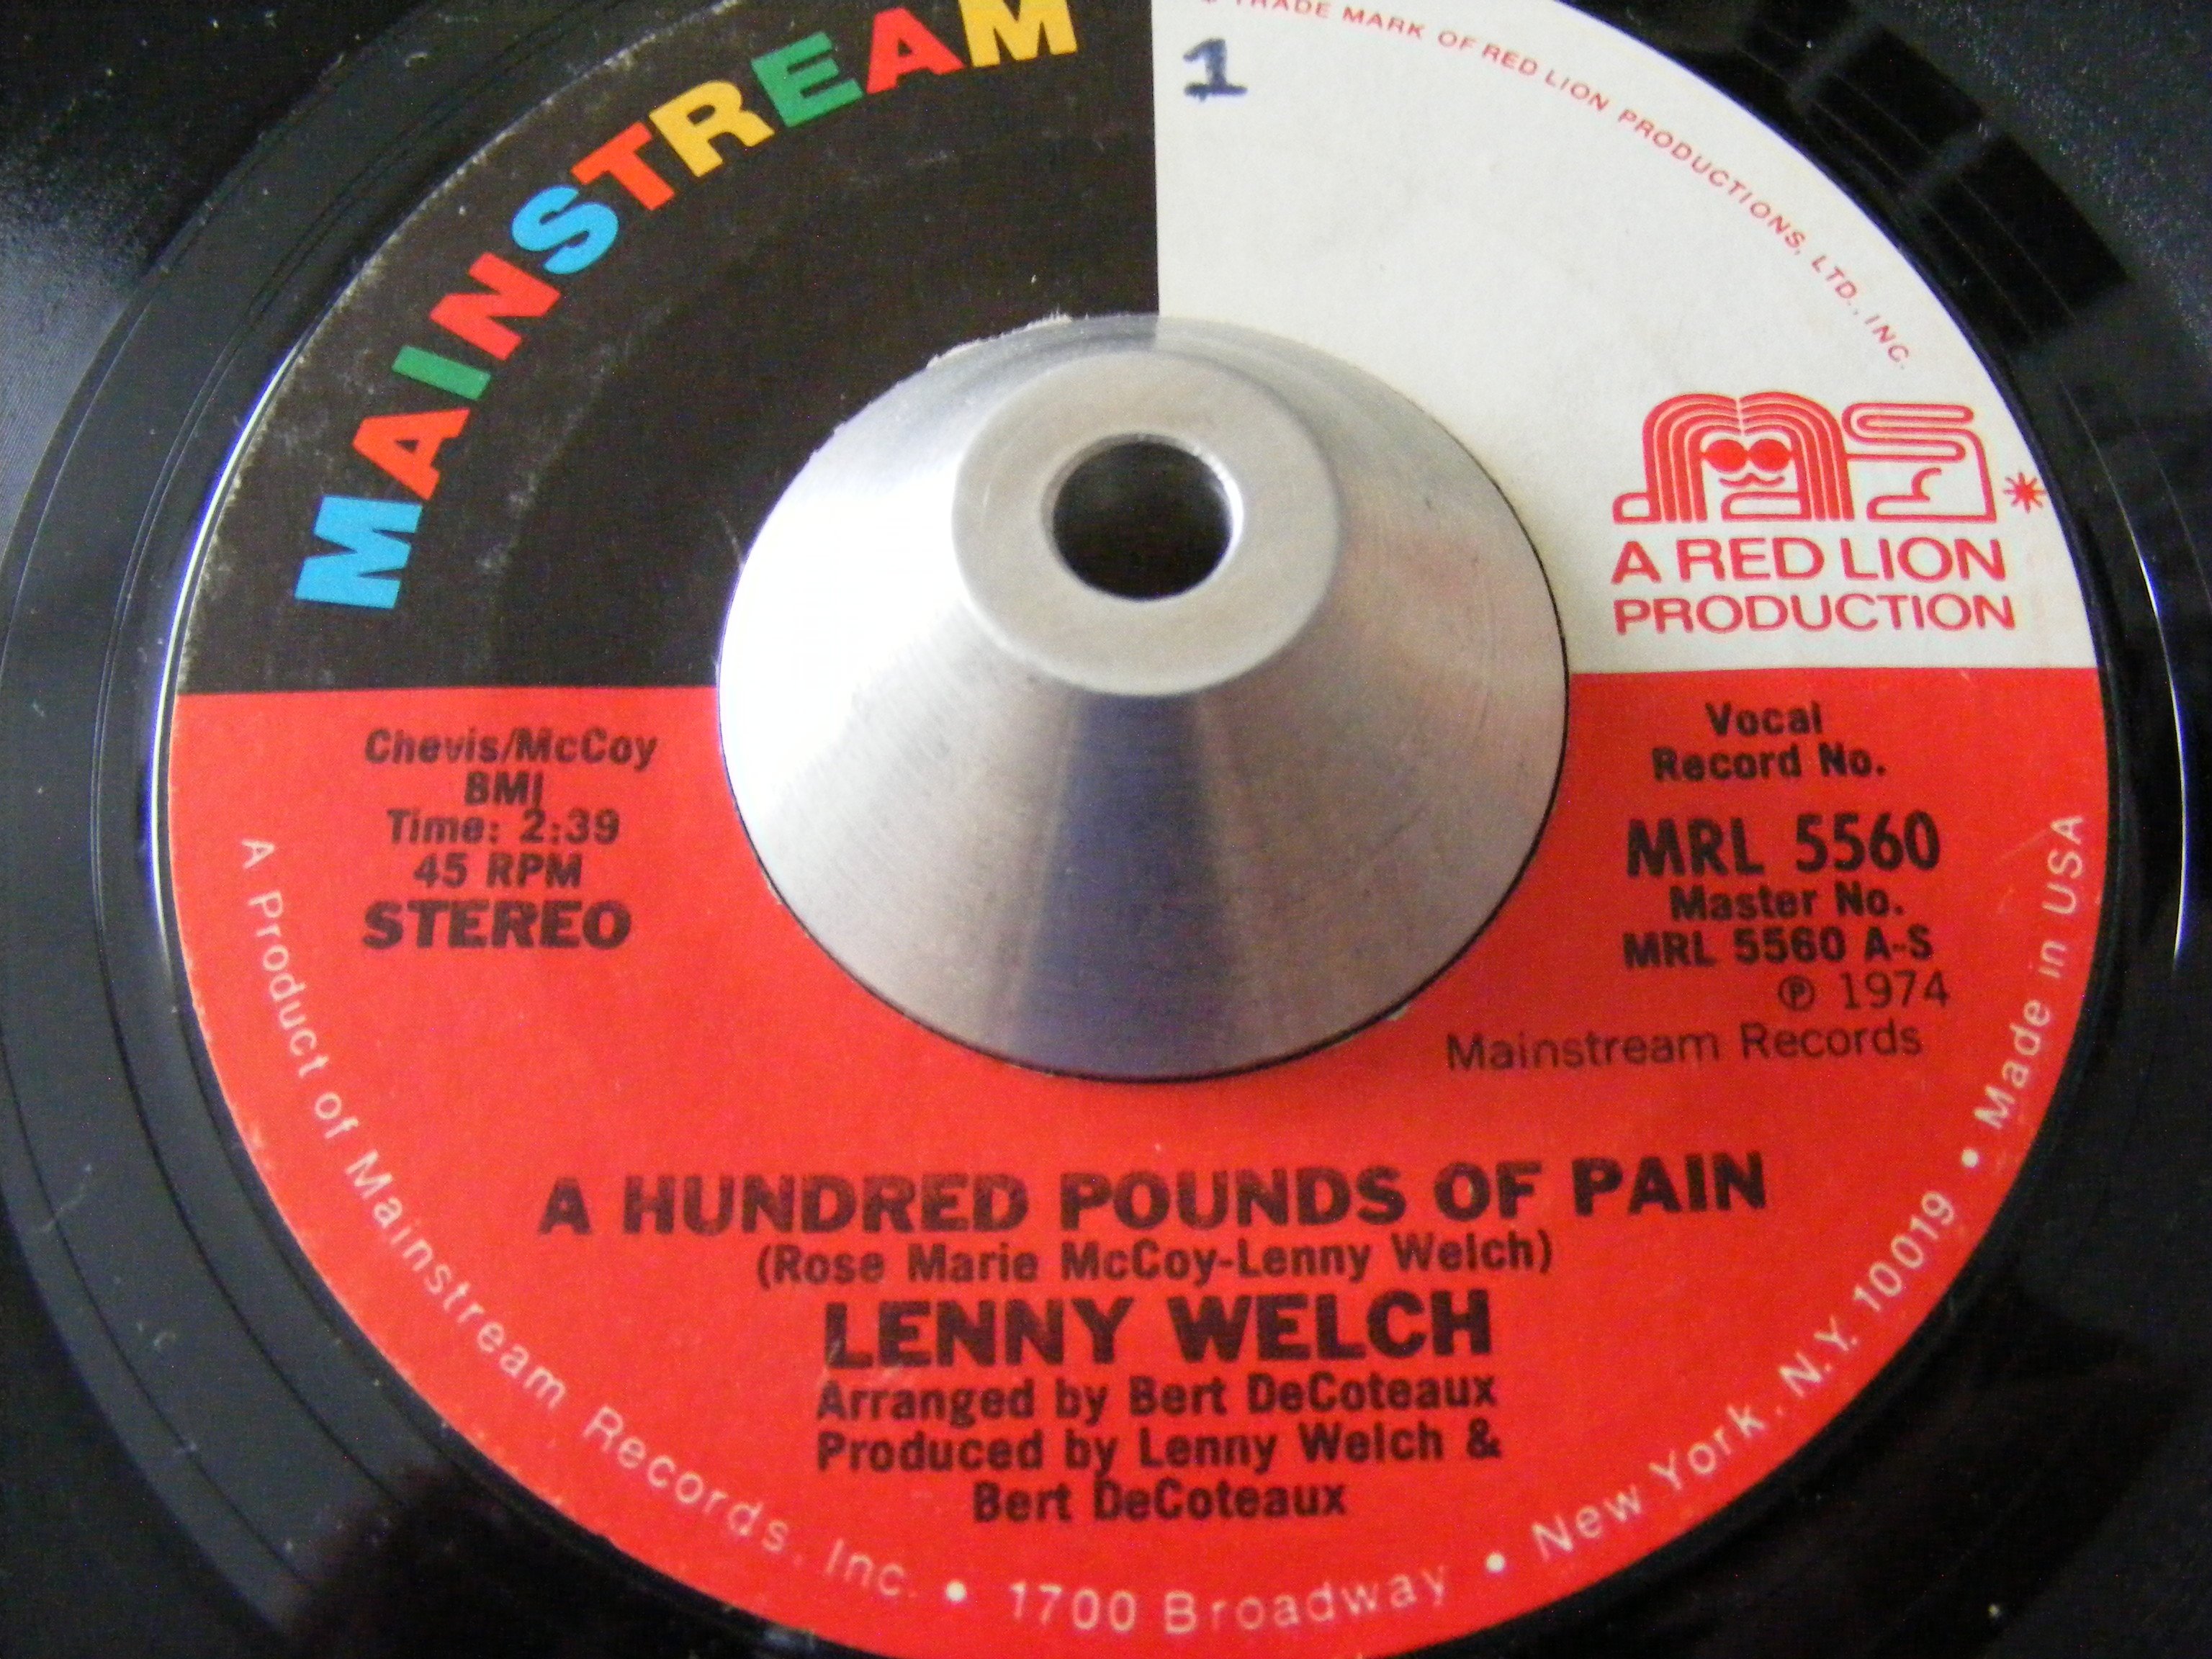 MAINSTREAM
TRADE MARK OF RED LION PRODUCTIONS, LTD., INC.
1
*
A RED LION
PRODUCTION
Chevis/McCoy
BMI
Time: 2:39
45 RPM
STEREO
Vocal
Record No.
MRL 5560
Master No.
MRL 5560 A-S
℗ 1974
Mainstream Records
A HUNDRED POUNDS OF PAIN
(Rose Marie McCoy-Lenny Welch)
LENNY WELCH
Arranged by Bert DeCoteaux
Produced by Lenny Welch &
Bert DeCoteaux
A Product of Mainstream Records, Inc. • 1700 Broadway • New York, N.Y. 10019 • Made in USA